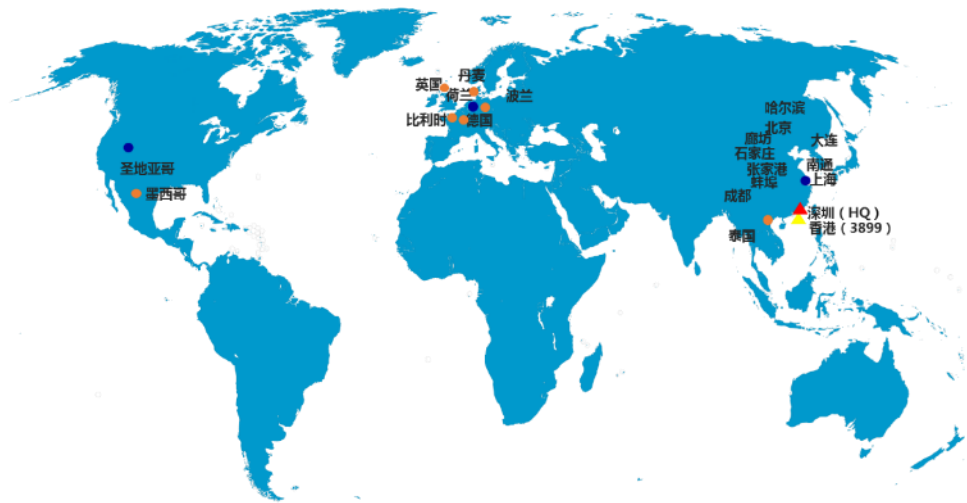 丹麦
英国
荷兰
波兰
比利时
德国
圣地亚哥
墨西哥
哈尔滨
北京
廊坊
大连
石家庄
南通
张家港
上海
蚌埠
成都
深圳（HQ）
香港（3899）
泰国